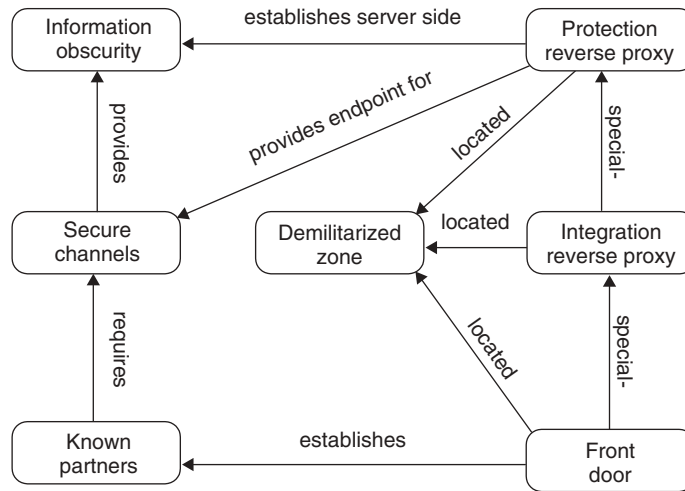 Information
obscurity
establishes server side
Protection
reverse proxy
provides
provides endpoint for
located
special-
Secure
channels
Demilitarized
zone
located
Integration
reverse proxy
requires
located
special-
Known
partners
establishes
Front
door